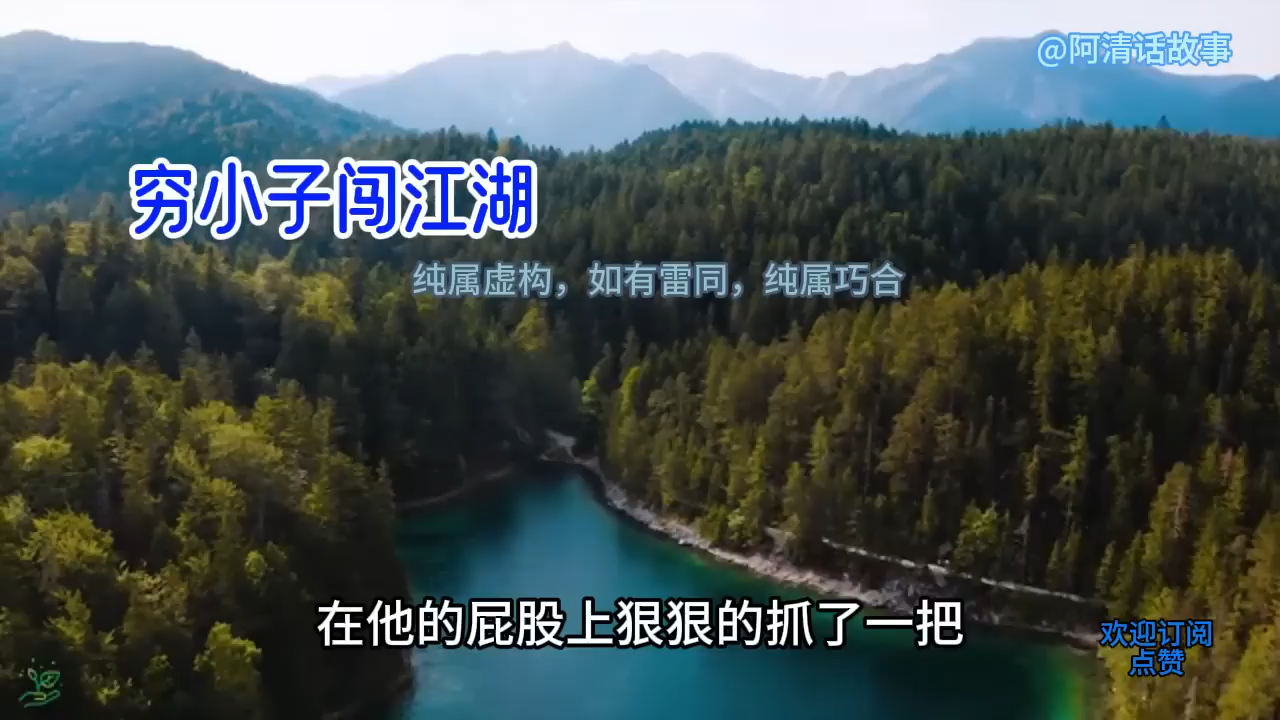 @阿清话故事
穷小子闯江湖
纯属虚构，如有雷同，纯属巧合
在他的屁股上狠狠的抓了一把
欢迎订阅
点赞